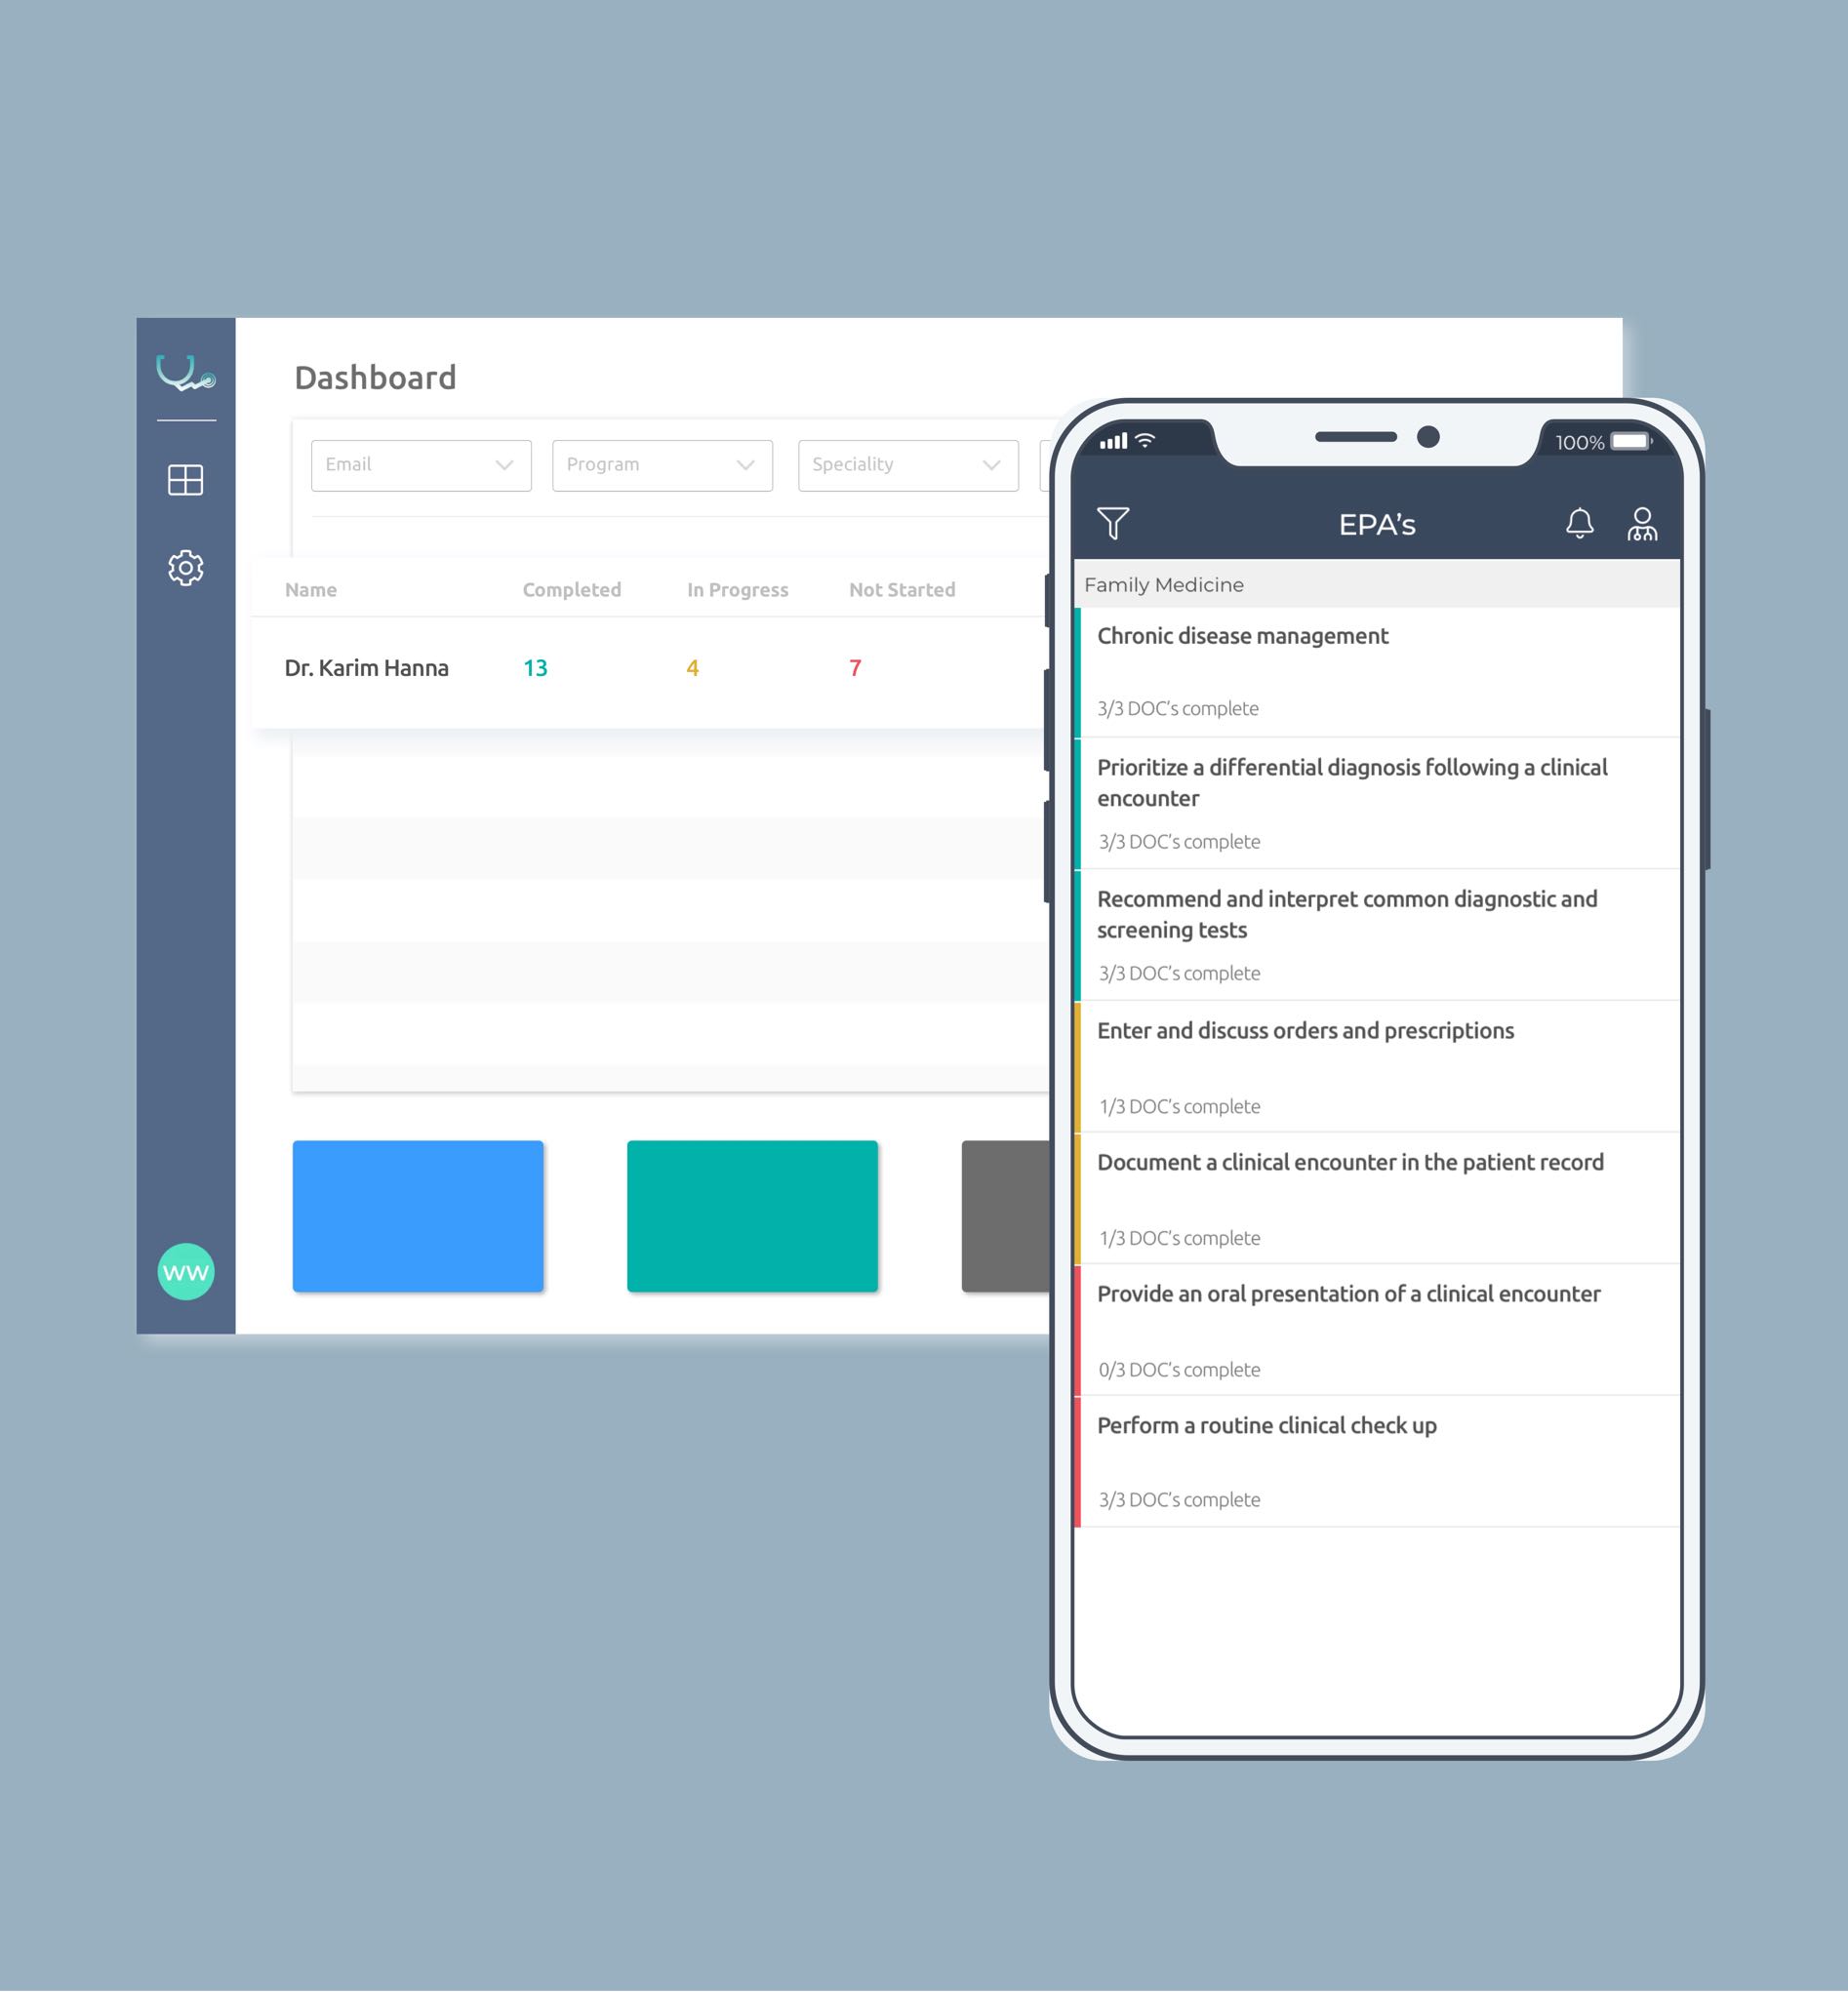 Dashboard
Email
Program
Speciality
Name
Completed
In Progress
Not Started
Dr. Karim Hanna
13
4
7
WW
100%
EPA's
Family Medicine
Chronic disease management
3/3 DOC's complete
Prioritize a differential diagnosis following a clinical
encounter
3/3 DOC's complete
Recommend and interpret common diagnostic and
screening tests
3/3 DOC's complete
Enter and discuss orders and prescriptions
1/3 DOC's complete
Document a clinical encounter in the patient record
1/3 DOC's complete
Provide an oral presentation of a clinical encounter
0/3 DOC's complete
Perform a routine clinical check up
3/3 DOC's complete